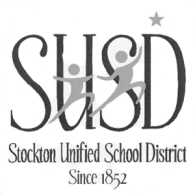 SUSD
Stockton Unified School District
Since 1852